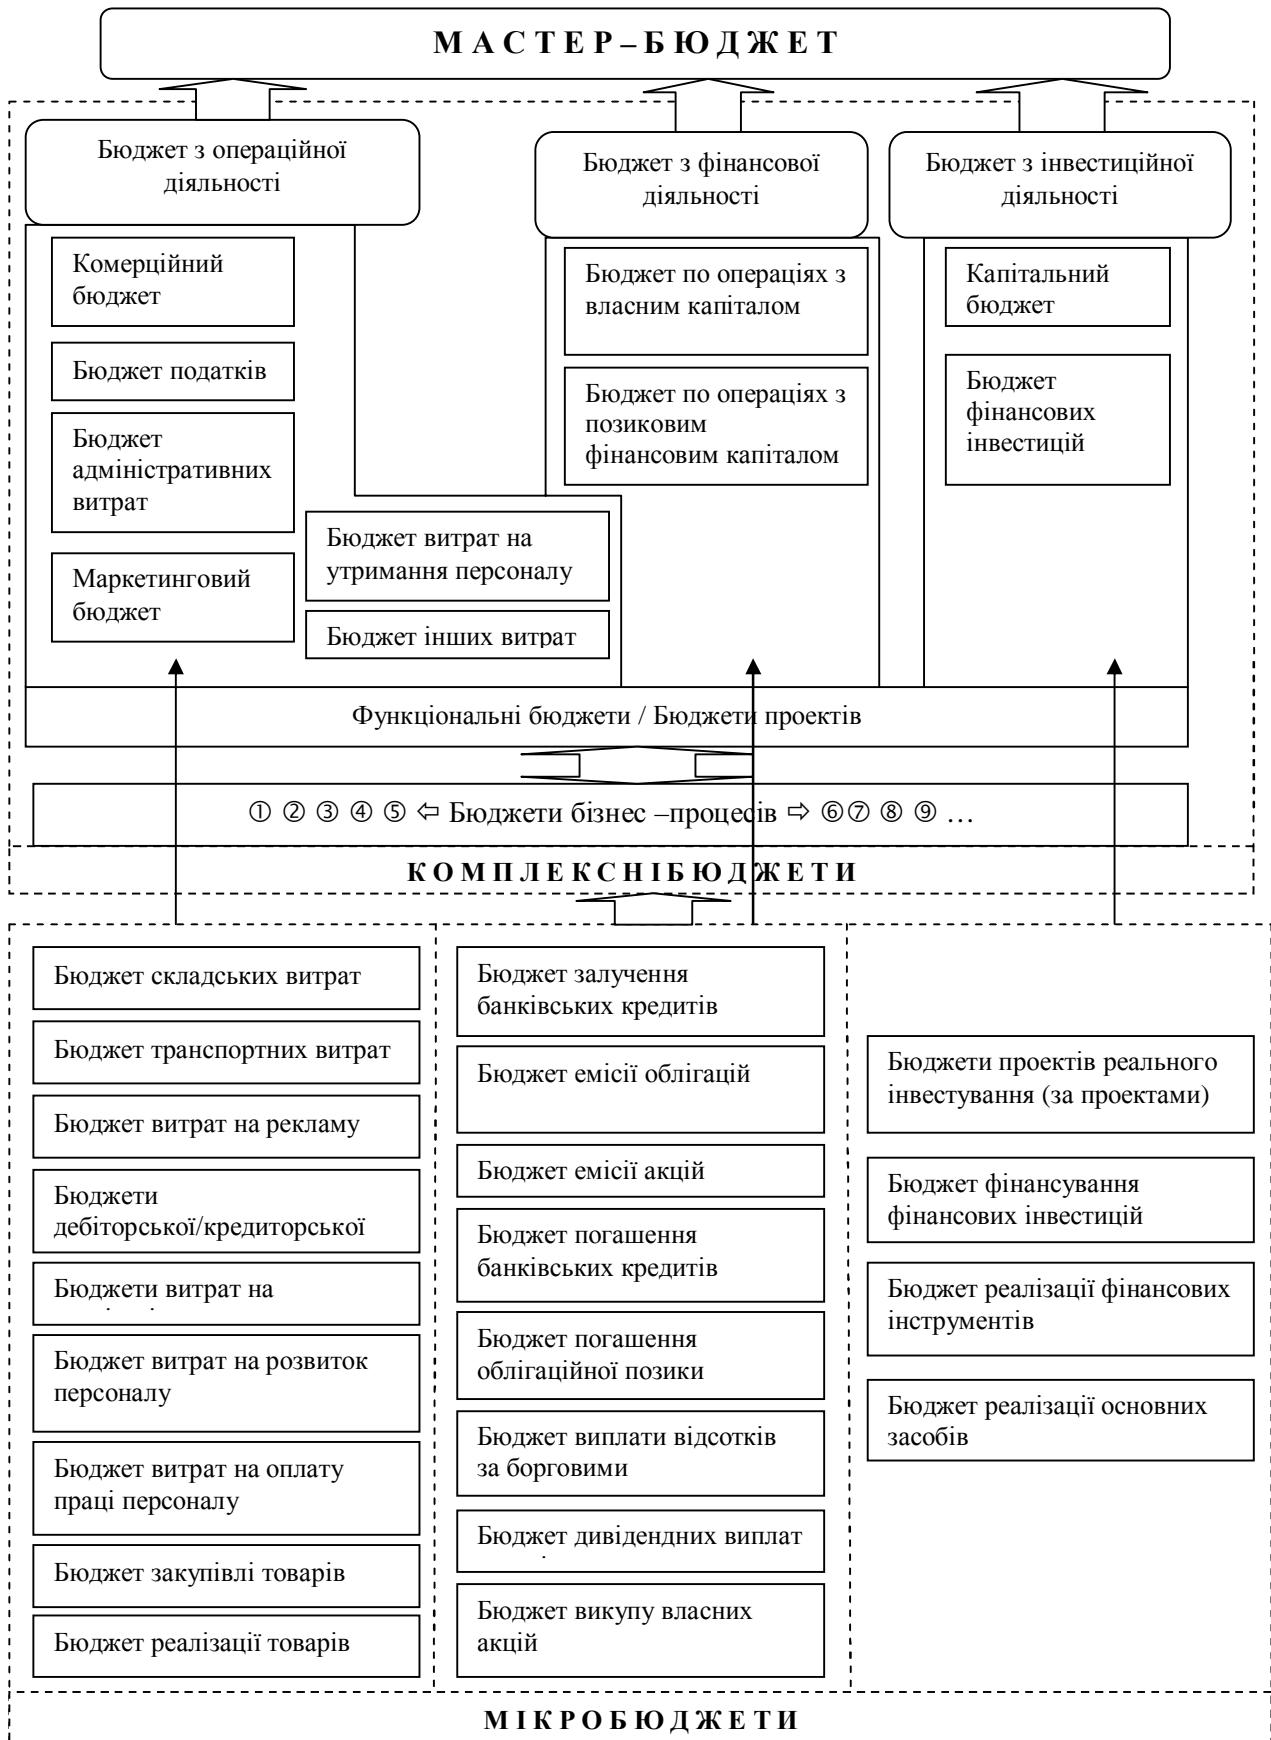 МАСТЕР–БЮДЖЕТ
Бюджет з операційної
діяльності
Бюджет з фінансової
діяльності
Бюджет з інвестиційної
діяльності
Комерційний
бюджет
Бюджет податків
Бюджет
адміністративних
витрат
Маркетинговий
бюджет
Бюджет витрат на
утримання персоналу
Бюджет інших витрат
Бюджет по операціях з
власним капіталом
Бюджет по операціях з
позиковим
фінансовим капіталом
Капітальний
бюджет
Бюджет
фінансових
інвестицій
Функціональні бюджети / Бюджети проектів
① ② ③ ④ ⑤ ⇦ Бюджети бізнес –процесів ⇨ ⑥⑦ ⑧ ⑨ …
КОМПЛЕКСНІБЮДЖЕТИ
Бюджет складських витрат
Бюджет транспортних витрат
Бюджет витрат на рекламу
Бюджети
дебіторської/кредиторської
Бюджети витрат на
Бюджет витрат на розвиток
персоналу
Бюджет витрат на оплату
праці персоналу
Бюджет закупівлі товарів
Бюджет реалізації товарів
Бюджет залучення
банківських кредитів
Бюджет емісії облігацій
Бюджет емісії акцій
Бюджет погашення
банківських кредитів
Бюджет погашення
облігаційної позики
Бюджет виплати відсотків
за борговими
Бюджет дивідендних виплат
Бюджет викупу власних
акцій
Бюджети проектів реального
інвестування (за проектами)
Бюджет фінансування
фінансових інвестицій
Бюджет реалізації фінансових
інструментів
Бюджет реалізації основних
засобів
МІКРОБЮДЖЕТИ